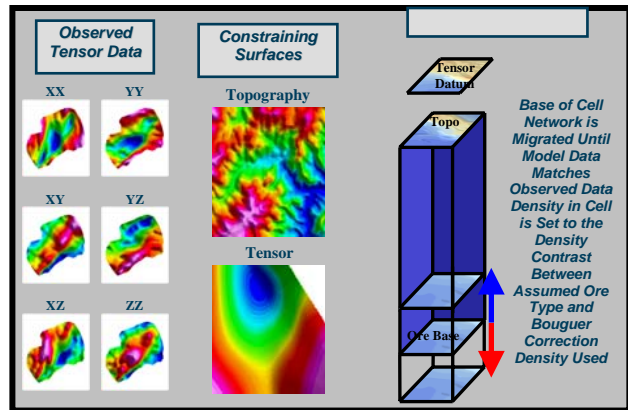 Observed
Tensor Data
XX
YY
XY
YZ
XZ
ZZ
Constraining
Surfaces
Topography
Tensor
Tensor
Datum
Topo
Ore Base
Base of Cell
Network is
Migrated Until
Model Data
Matches
Observed Data
Density in Cell
is Set to the
Density
Contrast
Between
Assumed Ore
Type and
Bouguer
Correction
Density Used